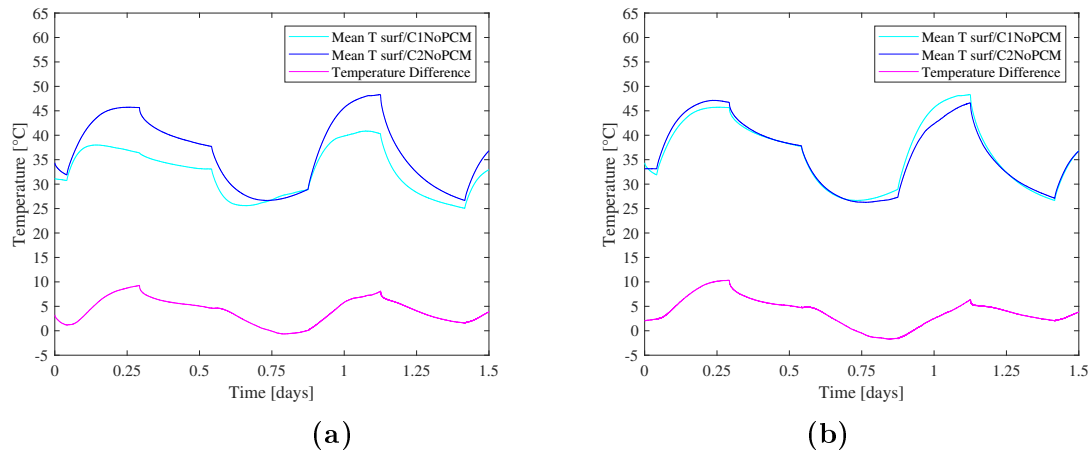 65
60
55
50
45
40
35
30
25
20
15
10
5
0
-5
Temperature [°C]
Mean T surf/C1NoPCM
Mean T surf/C2NoPCM
Temperature Difference
0 0.25 0.5 0.75 1 1.25 1.5
Time [days]
(a)
65
60
55
50
45
40
35
30
25
20
15
10
5
0
-5
Temperature [°C]
Mean T surf/C1NoPCM
Mean T surf/C2NoPCM
Temperature Difference
0 0.25 0.5 0.75 1 1.25 1.5
Time [days]
(b)